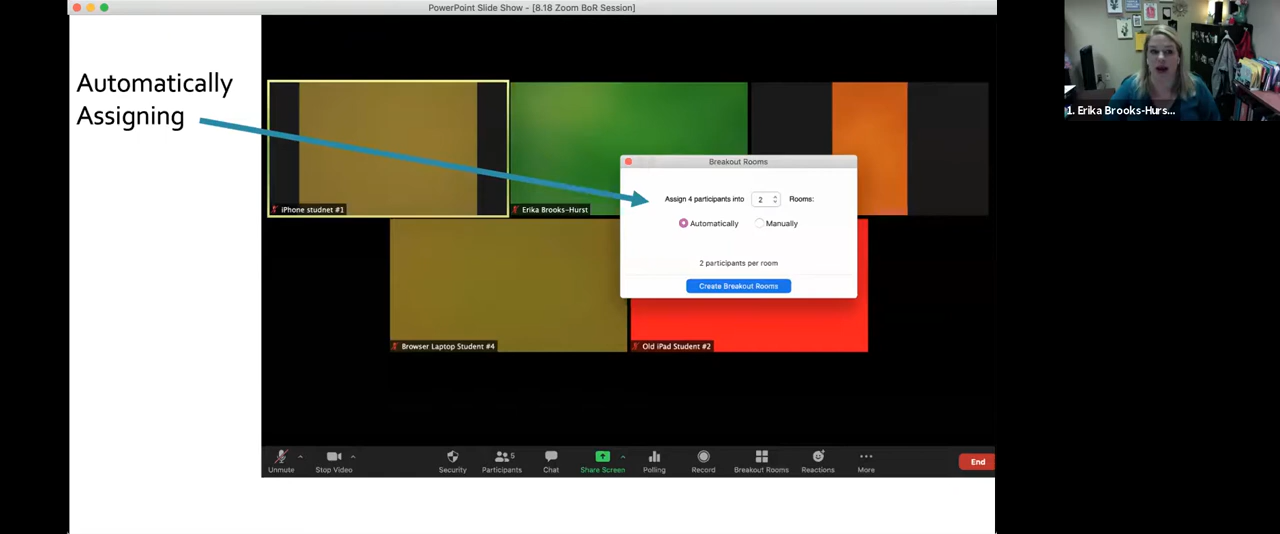 PowerPoint Slide Show - [8.18 Zoom BoR Session]
Automatically
Assigning
iPhone studnet #1
Erika Brooks-Hurst
Breakout Rooms
Assign 4 participants into 2 Rooms:
Automatically Manually
2 participants per room
Create Breakout Rooms
Browser Laptop Student #4
Old iPad Student #2
5
Unmute Stop Video Security Participants Chat Share Screen Polling Record Breakout Rooms Reactions More End
1. Erika Brooks-Hurs...